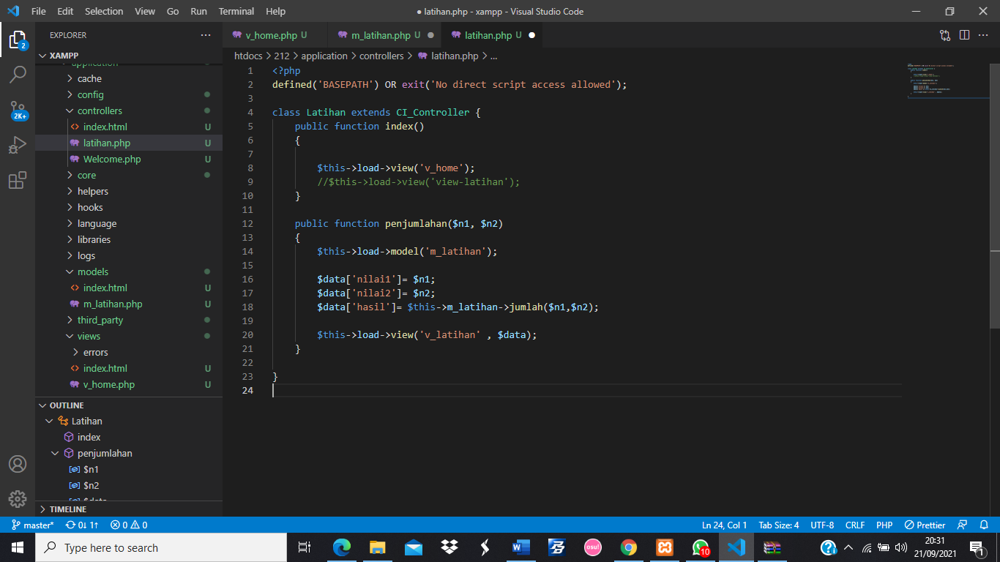 File Edit Selection View Go Run Terminal Help
● latihan.php - xampp - Visual Studio Code
2
2K+
EXPLORER
XAMPP
application
cache
config
controllers
index.html U
latihan.php U
Welcome.php U
core
helpers
hooks
language
libraries
logs
models
index.html U
m_latihan.php U
third_party
views
errors
index.html U
v_home.php U
OUTLINE
Latihan
index
penjumlahan
$n1
$n2
$data
TIMELINE
v_home.php U m_latihan.php U latihan.php U
htdocs > 212 > application > controllers > latihan.php > ...
1 <?php
2 defined('BASEPATH') OR exit('No direct script access allowed');
3
4 class Latihan extends CI_Controller {
5 public function index()
6 {
7
8 $this->load->view('v_home');
9 //$this->load->view('view-latihan');
10 }
11
12 public function penjumlahan($n1, $n2)
13 {
14 $this->load->model('m_latihan');
15
16 $data['nilai1']= $n1;
17 $data['nilai2']= $n2;
18 $data['hasil']= $this->m_latihan->jumlah($n1,$n2);
19
20 $this->load->view('v_latihan' , $data);
21 }
22
23 }
24
master* 0↓ 1↑ 0 0 Ln 24, Col 1 Tab Size: 4 UTF-8 CRLF PHP Prettier
Type here to search
osu!
10
20:31
21/09/2021
1